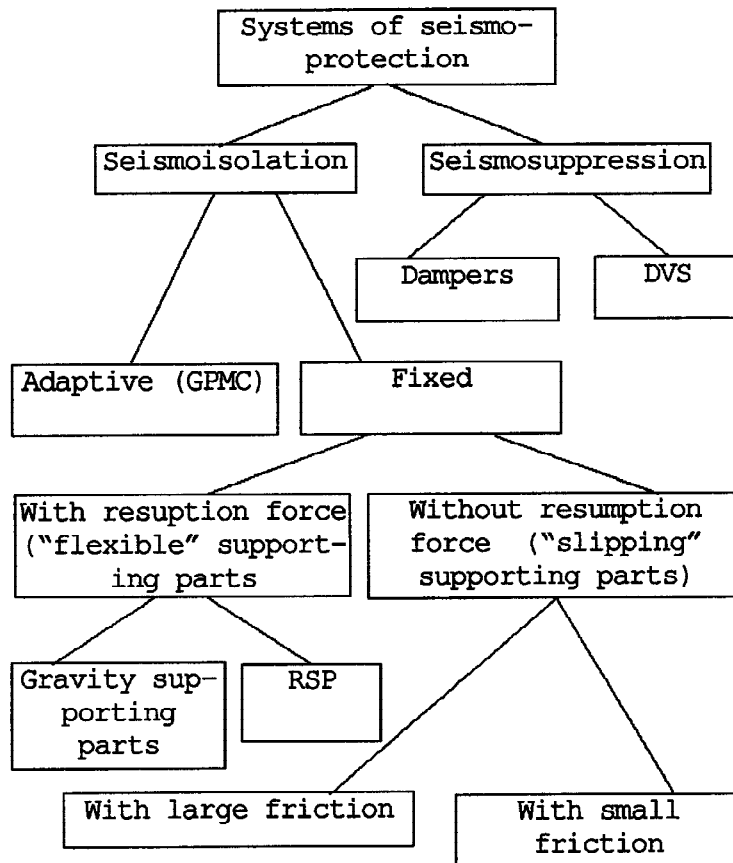 Systems of seismo-
protection
Seismoisolation
Seismosuppression
Dampers
DVS
Adaptive (GPMC)
Fixed
With resuption force
("flexible" support-
ing parts
Without resumption
force ("slipping"
supporting parts)
Gravity sup-
porting
parts
RSP
With large friction
With small
friction